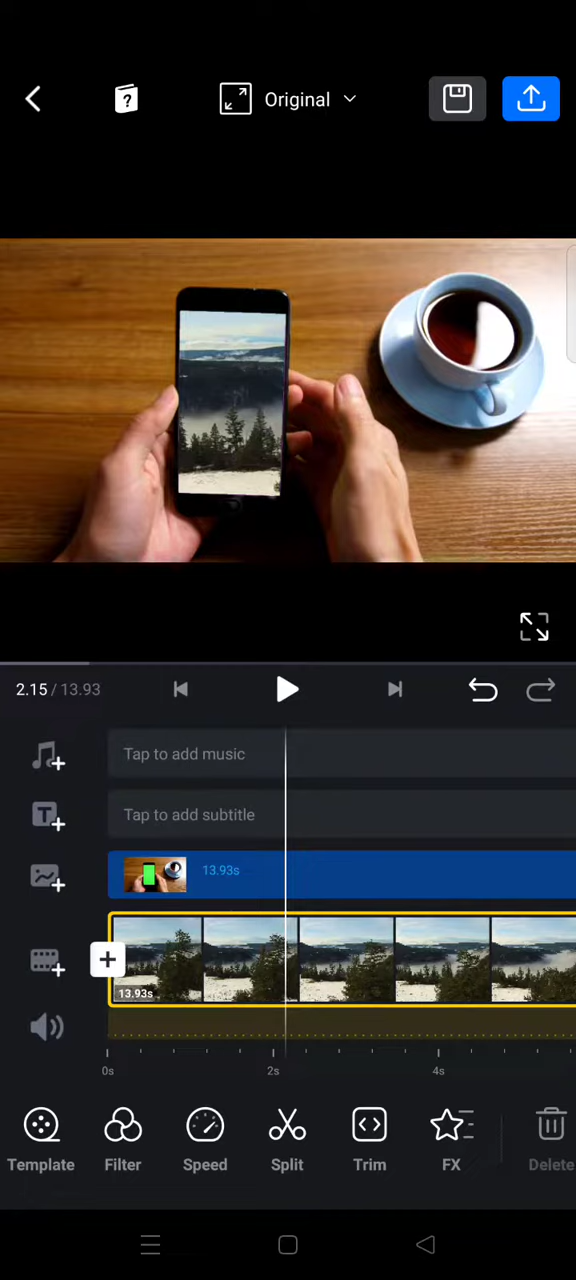 Original
2.15 / 13.93
Tap to add music
T
Tap to add subtitle
13.93s
13.93s
0s 2s 4s
Template Filter Speed Split Trim FX Delete